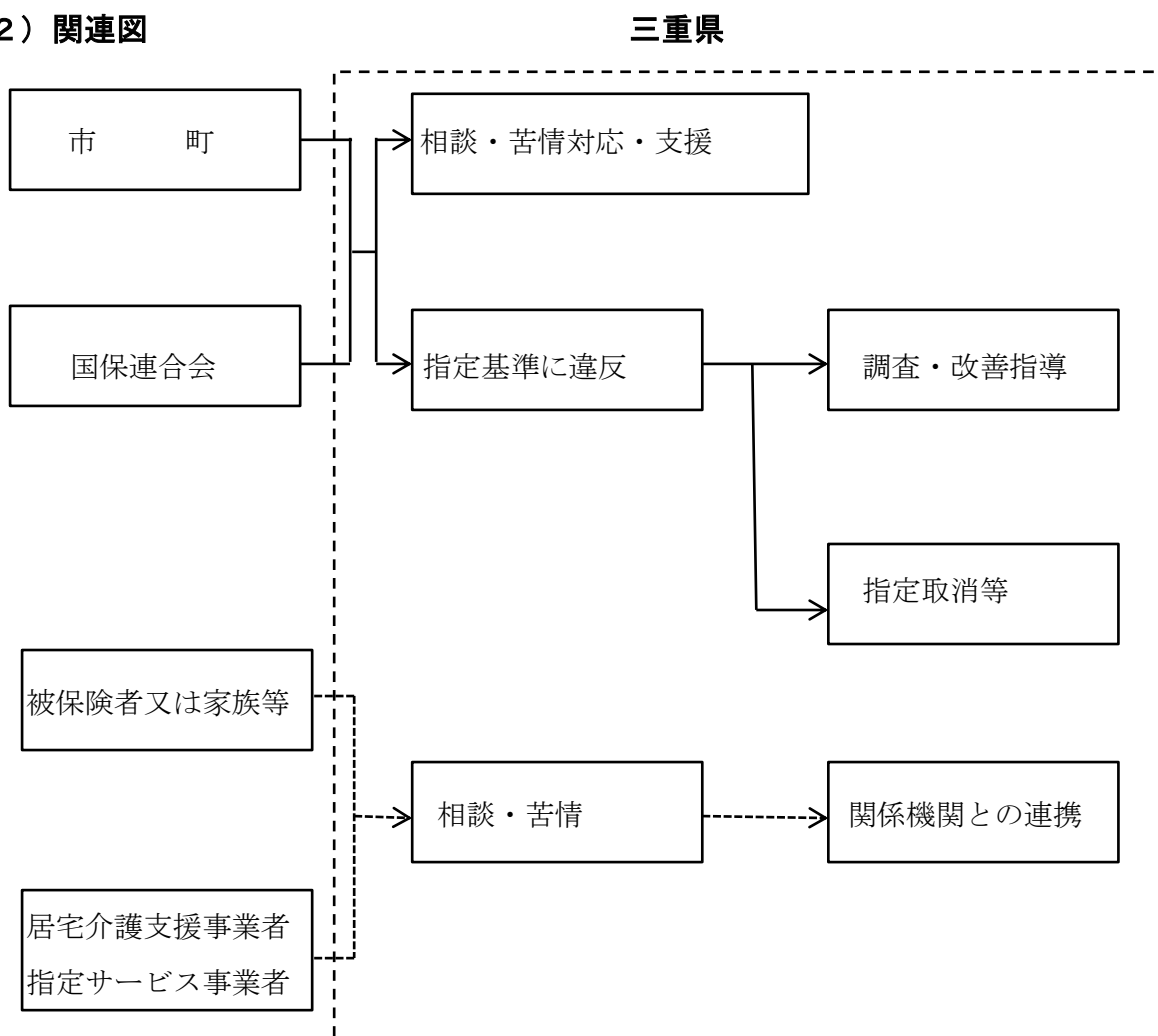 2）関連図
三重県
市　　　町
相談・苦情対応・支援
国保連合会
指定基準に違反
調査・改善指導
指定取消等
被保険者又は家族等
相談・苦情
関係機関との連携
居宅介護支援事業者
指定サービス事業者